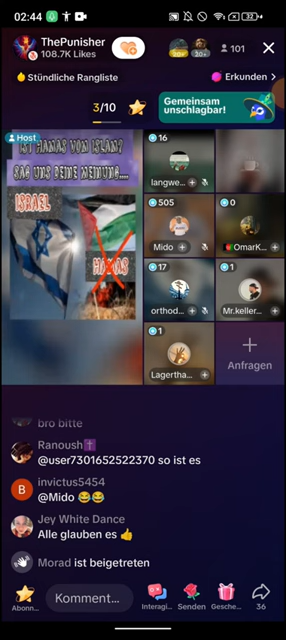 02:44
32
ThePunisher
108.7K Likes
20+
20+
101
Stündliche Rangliste
Erkunden >
3/10
Gemeinsam
unschlagbar!
Host
IST HAMAS VON ISLAM?
SAG UNS DEINE MEINUNG...
ISRAEL
HAMAS
16
langwe...
505
Mido
0
OmarK...
17
orthod...
1
Mr.keller...
1
Lagertha...
Anfragen
bro bitte
Ranoush
@user7301652522370 so ist es
B
invictus5454
@Mido 😂😂
Jey White Dance
Alle glauben es 👍
Morad ist beigetreten
Abonn...
Komment...
Interagi...
Senden
Gesche...
36